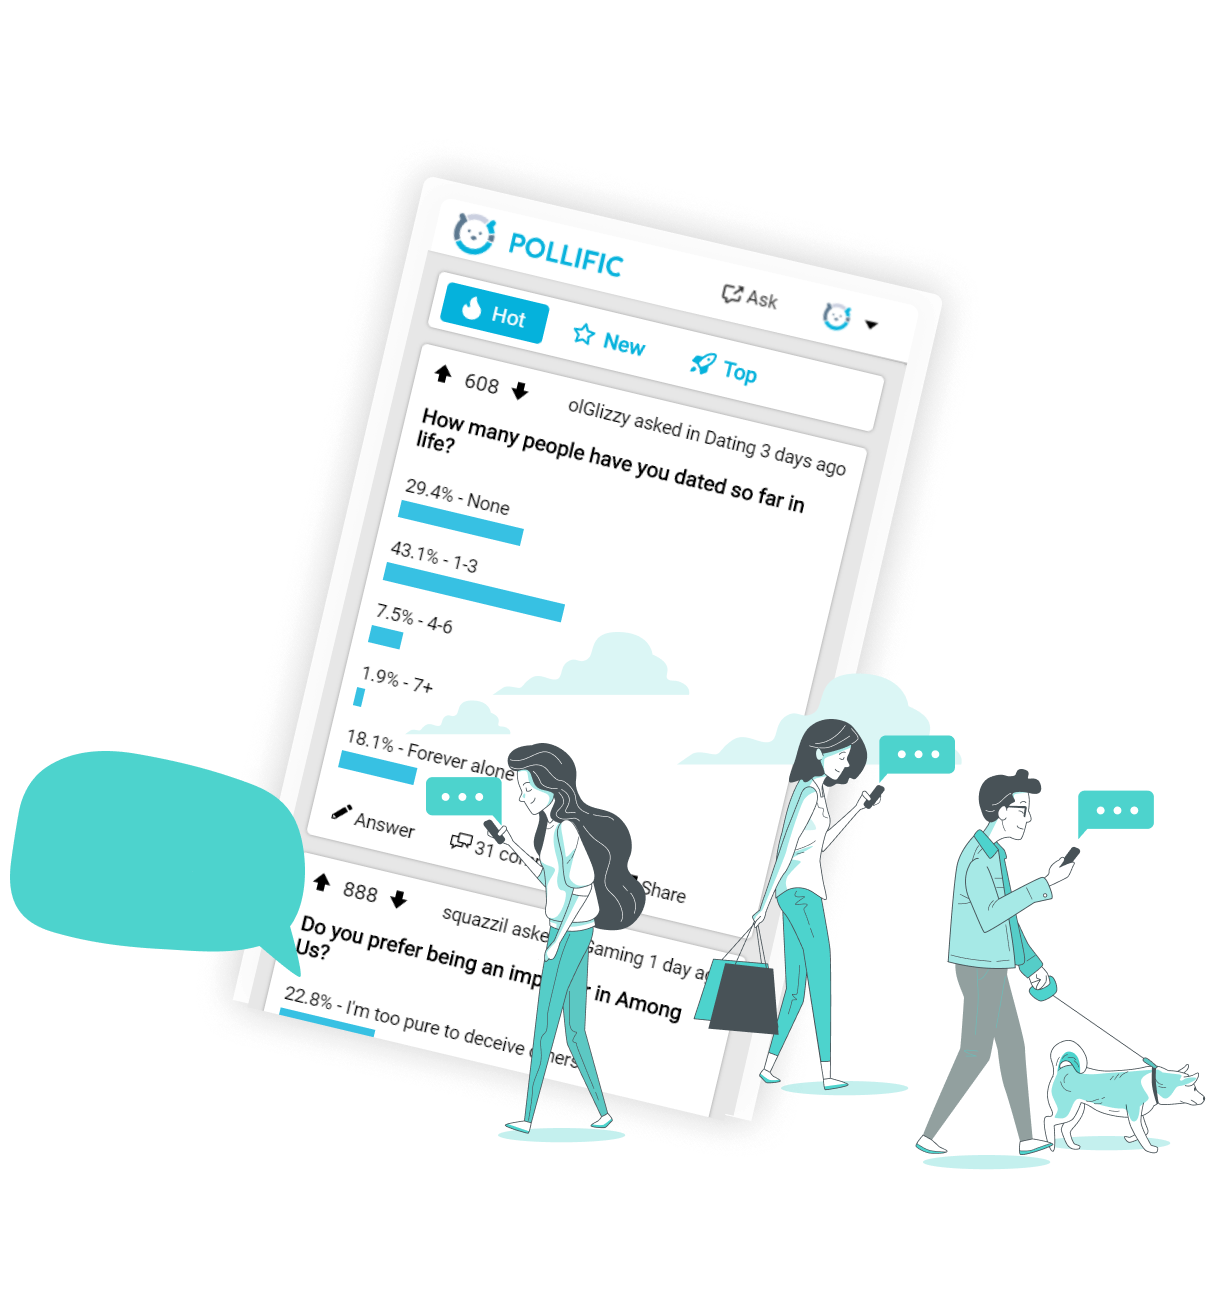 POLLIFIC
Ask
Hot
New
Top
608
olGlizzy asked in Dating 3 days ago
How many people have you dated so far in
life?
29.4% - None
43.1% - 1-3
7.5% - 4-6
1.9% - 7+
18.1% - Forever alone
Answer
31
Share
888
squazzil Gaming 1 day
Do you prefer being an in Among
Us?
22.8% - I'm too pure to deceive